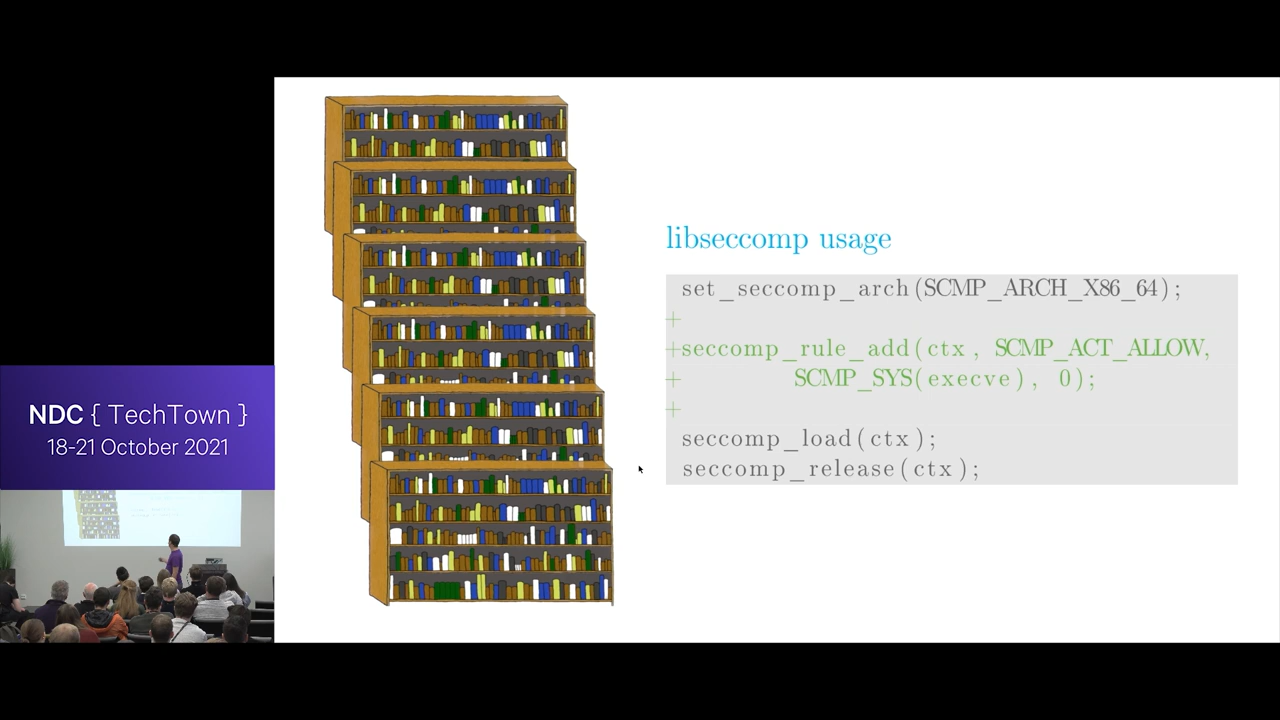 libseccomp usage
set_seccomp_arch(SCMP_ARCH_X86_64);
+
+seccomp_rule_add(ctx, SCMP_ACT_ALLOW,
+ SCMP_SYS(execve), 0);
+
seccomp_load(ctx);
seccomp_release(ctx);
NDC { TechTown }
18-21 October 2021